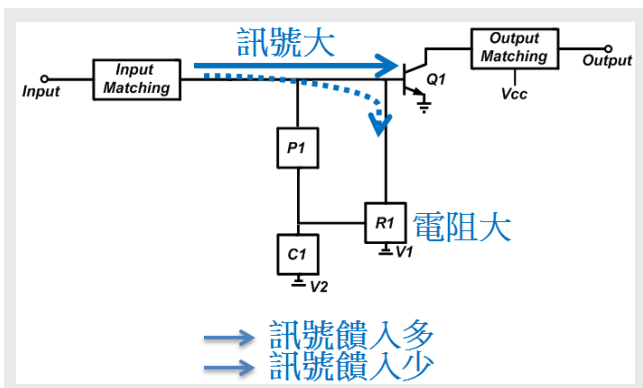 訊號大
Input
Input
Matching
Q1
Output
Matching
Output
Vcc
P1
R1
電阻大
V1
C1
V2
訊號饋入多
訊號饋入少